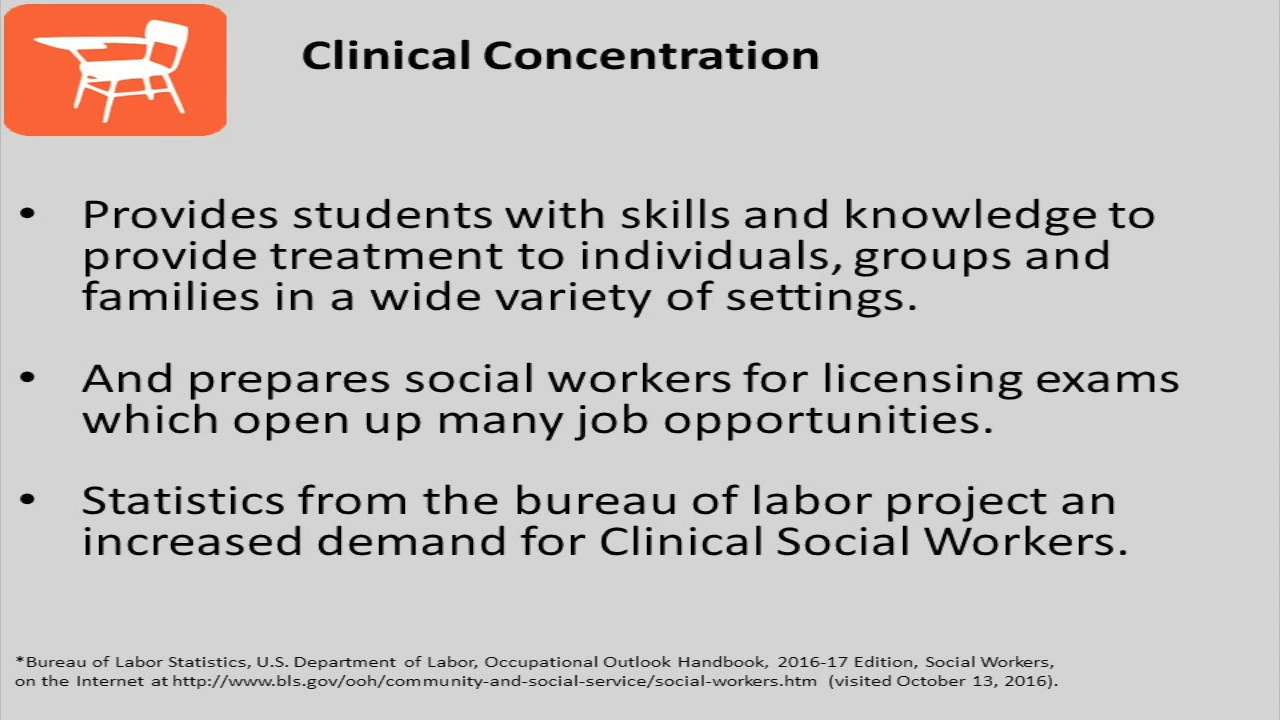 Clinical Concentration
• Provides students with skills and knowledge to
provide treatment to individuals, groups and
families in a wide variety of settings.
• And prepares social workers for licensing exams
which open up many job opportunities.
• Statistics from the bureau of labor project an
increased demand for Clinical Social Workers.
*Bureau of Labor Statistics, U.S. Department of Labor, Occupational Outlook Handbook, 2016-17 Edition, Social Workers,
on the Internet at http://www.bls.gov/ooh/community-and-social-service/social-workers.htm (visited October 13, 2016).